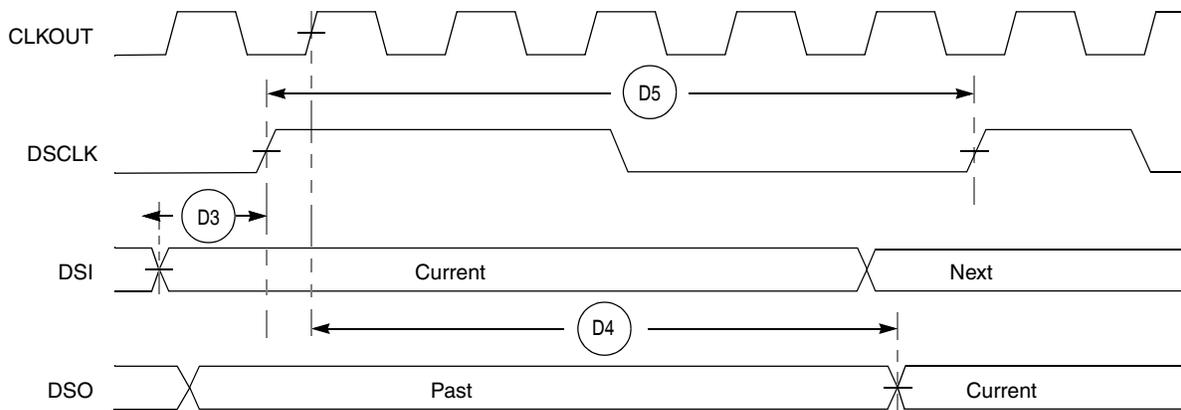 CLKOUT
D5
DSCLK
D3
DSI
Current
Next
D4
DSO
Past
Current